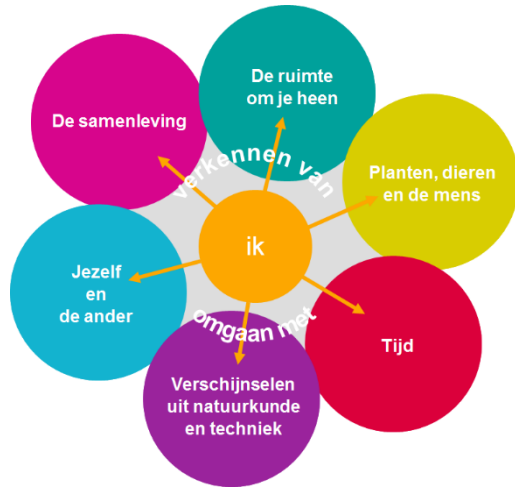 De ruimte
om je heen
De samenleving
Planten, dieren
en de mens
verkennen van
ik
Jezelf
en
de ander
omgaan met
Tijd
Verschijnselen
uit natuurkunde
en techniek